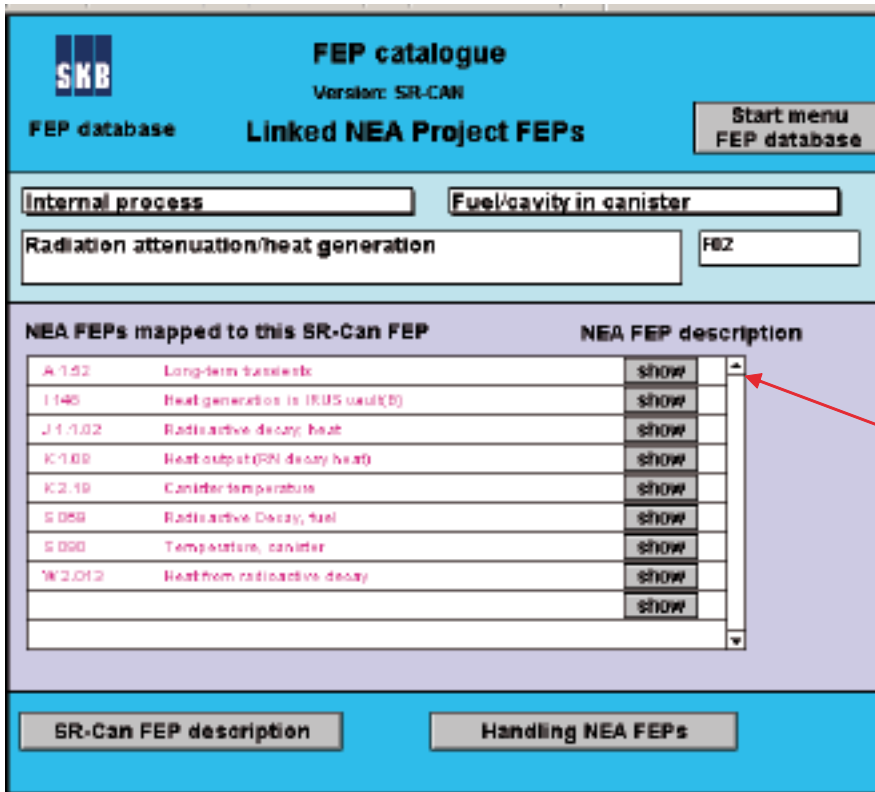 SKB
FEP catalogue
Version: SR-CAN
FEP database
Linked NEA Project FEPs
Start menu
FEP database
Internal process
Fuel/cavity in canister
Radiation attenuation/heat generation
F02
NEA FEPs mapped to this SR-Can FEP
NEA FEP description
A 1.52 Long-term transients show
I 146 Heat generation in IRUS vault(B) show
J 1.1.02 Radioactive decay; heat show
K 1.08 Heat output (RN decay heat) show
K 2.19 Canister temperature show
S 069 Radioactive Decay, fuel show
S 090 Temperature, canister show
W 2.013 Heat from radioactive decay show
show
SR-Can FEP description
Handling NEA FEPs